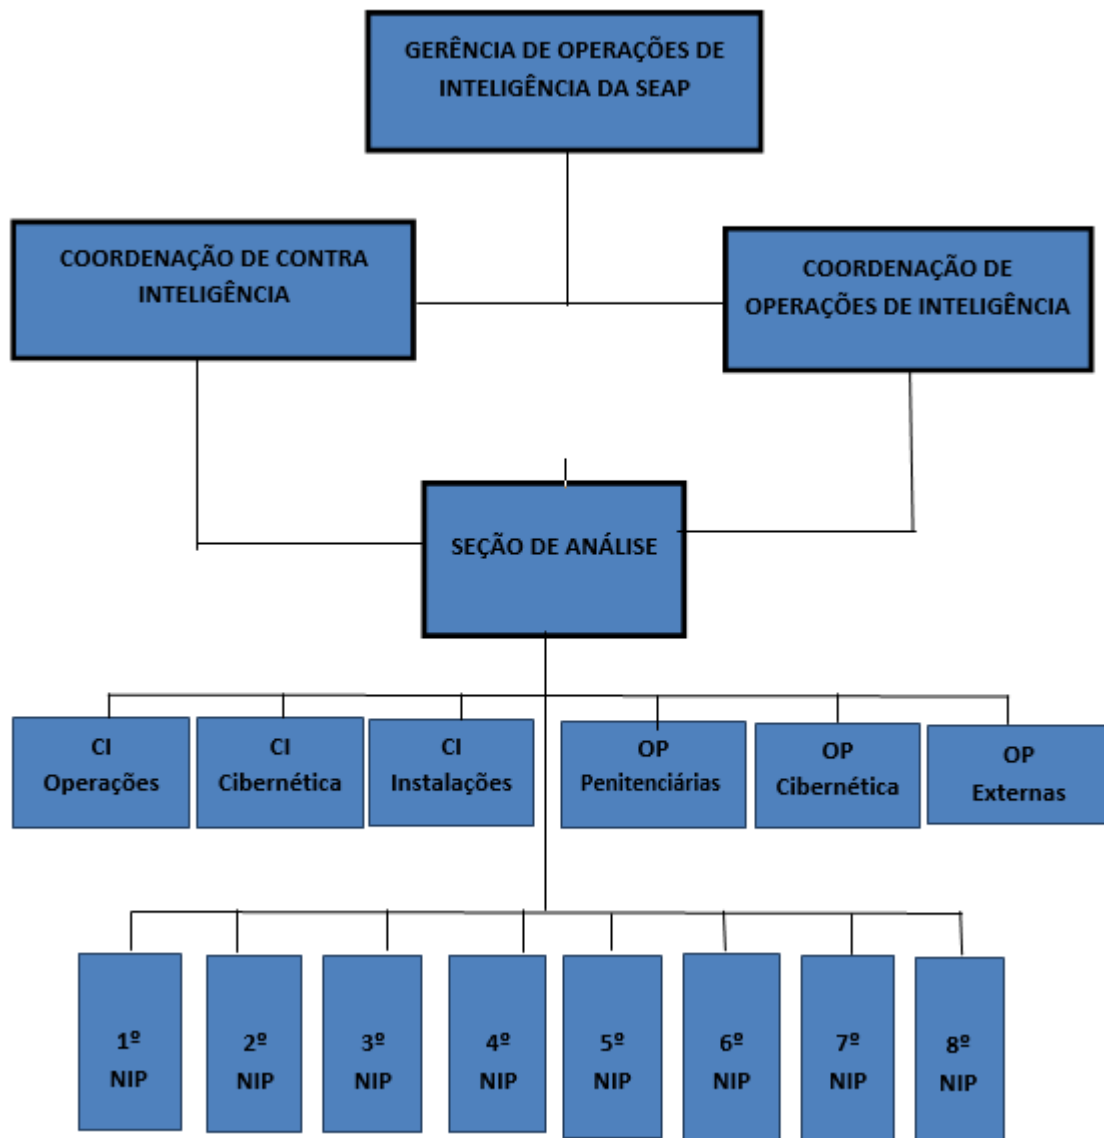 GERÊNCIA DE OPERAÇÕES DE
INTELIGÊNCIA DA SEAP
COORDENAÇÃO DE CONTRA
INTELIGÊNCIA
COORDENAÇÃO DE
OPERAÇÕES DE INTELIGÊNCIA
SEÇÃO DE ANÁLISE
CI
Operações
CI
Cibernética
CI
Instalações
OP
Penitenciárias
OP
Cibernética
OP
Externas
1º
NIP
2º
NIP
3º
NIP
4º
NIP
5º
NIP
6º
NIP
7º
NIP
8º
NIP